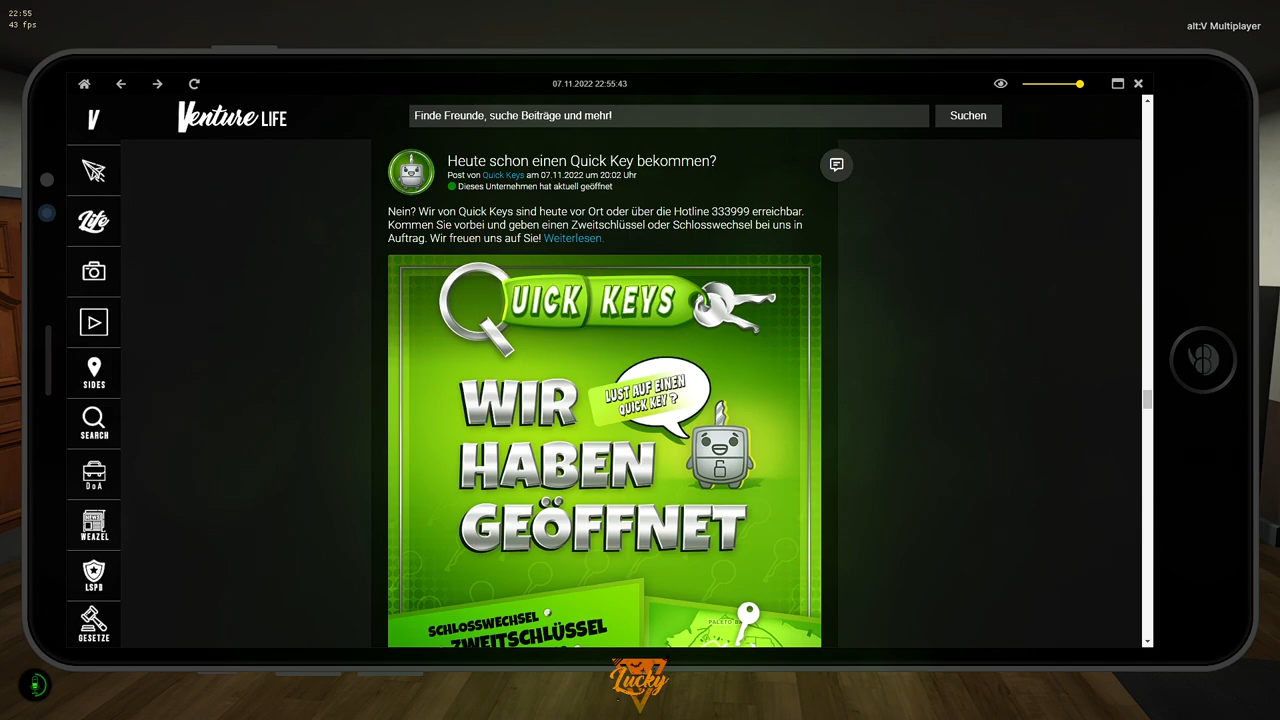 22:55
43 fps
alt:V Multiplayer
07.11.2022 22:55:43
V
Venture LIFE
Finde Freunde, suche Beiträge und mehr!
Suchen
Life
SIDES
SEARCH
DoA
NEWS
WEAZEL
LSPD
GESETZE
Heute schon einen Quick Key bekommen?
Post von Quick Keys am 07.11.2022 um 20:02 Uhr
Dieses Unternehmen hat aktuell geöffnet
Nein? Wir von Quick Keys sind heute vor Ort oder über die Hotline 333999 erreichbar.
Kommen Sie vorbei und geben einen Zweitschlüssel oder Schlosswechsel bei uns in
Auftrag. Wir freuen uns auf Sie! Weiterlesen.
QUICK KEYS
LUST AUF EINEN
QUICK KEY ?
WIR
HABEN
GEÖFFNET
SCHLOSSWECHSEL
ZWEITSCHLÜSSEL
PALETO BA
Lucky